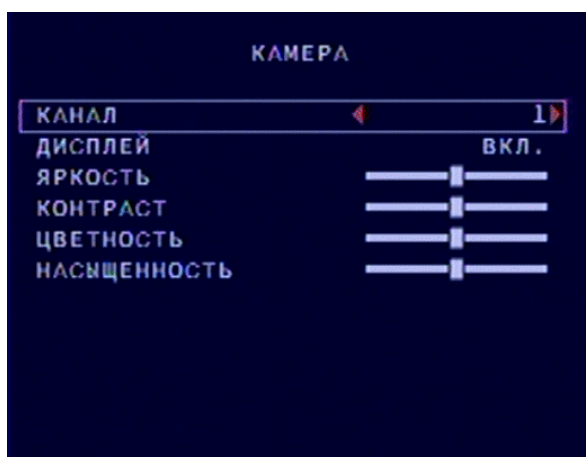 КАМЕРА
КАНАЛ 1
ДИСПЛЕЙ ВКЛ.
ЯРКОСТЬ
КОНТРАСТ
ЦВЕТНОСТЬ
НАСЫЩЕННОСТЬ